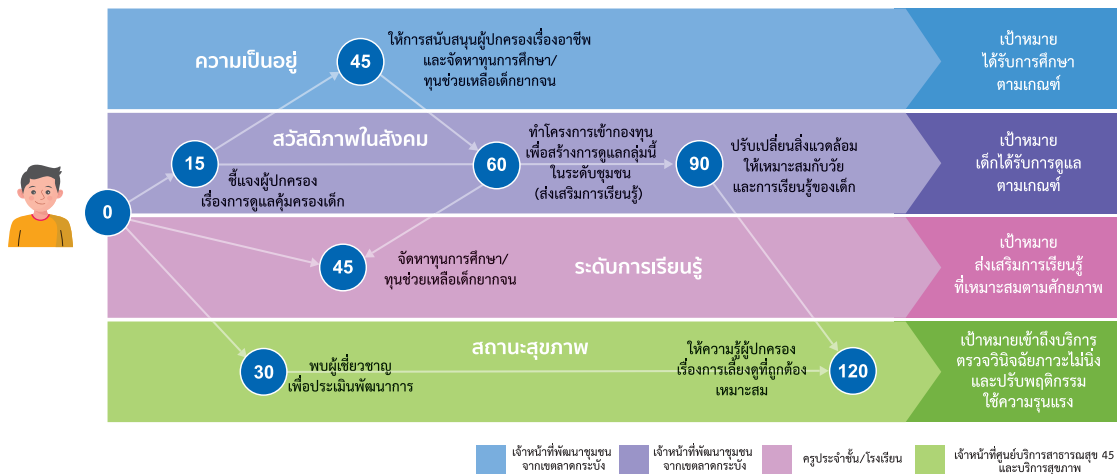 ความเป็นอยู่
45
ให้การสนับสนุนผู้ปกครองเรื่องอาชีพ
และจัดหาทุนการศึกษา/
ทุนช่วยเหลือเด็กยากจน
เป้าหมาย
ได้รับการศึกษา
ตามเกณฑ์
สวัสดิภาพในสังคม
15
ชี้แจงผู้ปกครอง
เรื่องการดูแลคุ้มครองเด็ก
60
ทำโครงการเข้ากองทุน
เพื่อสร้างการดูแลกลุ่มนี้
ในระดับชุมชน
(ส่งเสริมการเรียนรู้)
90
ปรับเปลี่ยนสิ่งแวดล้อม
ให้เหมาะสมกับวัย
และการเรียนรู้ของเด็ก
เป้าหมาย
เด็กได้รับการดูแล
ตามเกณฑ์
0
45
จัดหาทุนการศึกษา/
ทุนช่วยเหลือเด็กยากจน
ระดับการเรียนรู้
เป้าหมาย
ส่งเสริมการเรียนรู้
ที่เหมาะสมตามศักยภาพ
สถานะสุขภาพ
30
พบผู้เชี่ยวชาญ
เพื่อประเมินพัฒนาการ
ให้ความรู้ผู้ปกครอง
เรื่องการเลี้ยงดูที่ถูกต้อง
เหมาะสม
120
เป้าหมายเข้าถึงบริการ
ตรวจวินิจฉัยภาวะไม่นิ่ง
และปรับพฤติกรรม
ใช้ความรุนแรง
เจ้าหน้าที่พัฒนาชุมชน
จากเขตลาดกระบัง
เจ้าหน้าที่พัฒนาชุมชน
จากเขตลาดกระบัง
ครูประจำชั้น/โรงเรียน
เจ้าหน้าที่ศูนย์บริการสาธารณสุข 45
และบริการสุขภาพ